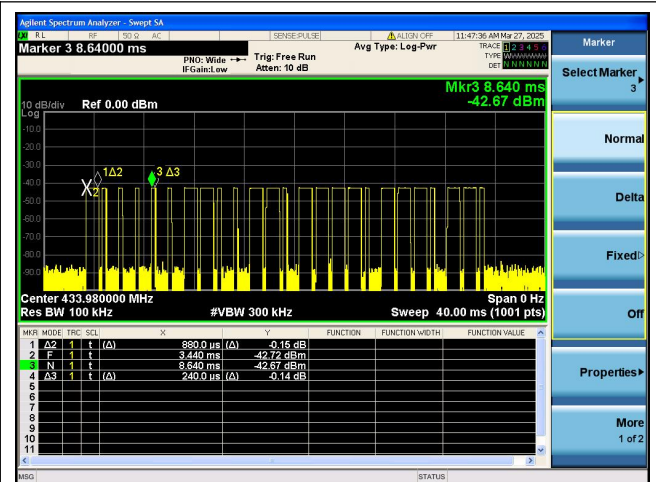 Agilent Spectrum Analyzer - Swept SA
RL RF 50 Ω AC SENSE:PULSE ALIGN OFF 11:47:36 AM Mar 27, 2025
Marker 3 8.64000 ms
PNO: Wide
IFGain:Low
Trig: Free Run
Atten: 10 dB
Avg Type: Log-Pwr
TRACE 1 2 3 4 5 6
TYPE
DET N N N N N N
Mkr3 8.640 ms
-42.67 dBm
10 dB/div Ref 0.00 dBm
Log
-10.0
-20.0
-30.0
-40.0
-50.0
-60.0
-70.0
-80.0
-90.0
1Δ2
X2
3 Δ3
Center 433.980000 MHz Span 0 Hz
Res BW 100 kHz #VBW 300 kHz Sweep 40.00 ms (1001 pts)
MKR MODE TRC SCL X Y FUNCTION FUNCTION WIDTH FUNCTION VALUE
1 Δ2 1 t (Δ) 880.0 µs (Δ) -0.15 dB
2 F 1 t 3.440 ms -42.72 dBm
3 N 1 t 8.640 ms -42.67 dBm
4 Δ3 1 t (Δ) 240.0 µs (Δ) -0.14 dB
5
6
7
8
9
10
11
MSG STATUS
Marker
Select Marker
3
Normal
Delta
Fixed
Off
Properties
More
1 of 2